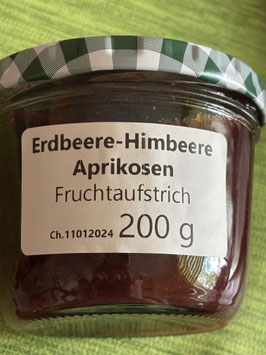 Erdbeere-Himbeere
Aprikosen
Fruchtaufstrich
Ch.11012024 200 g